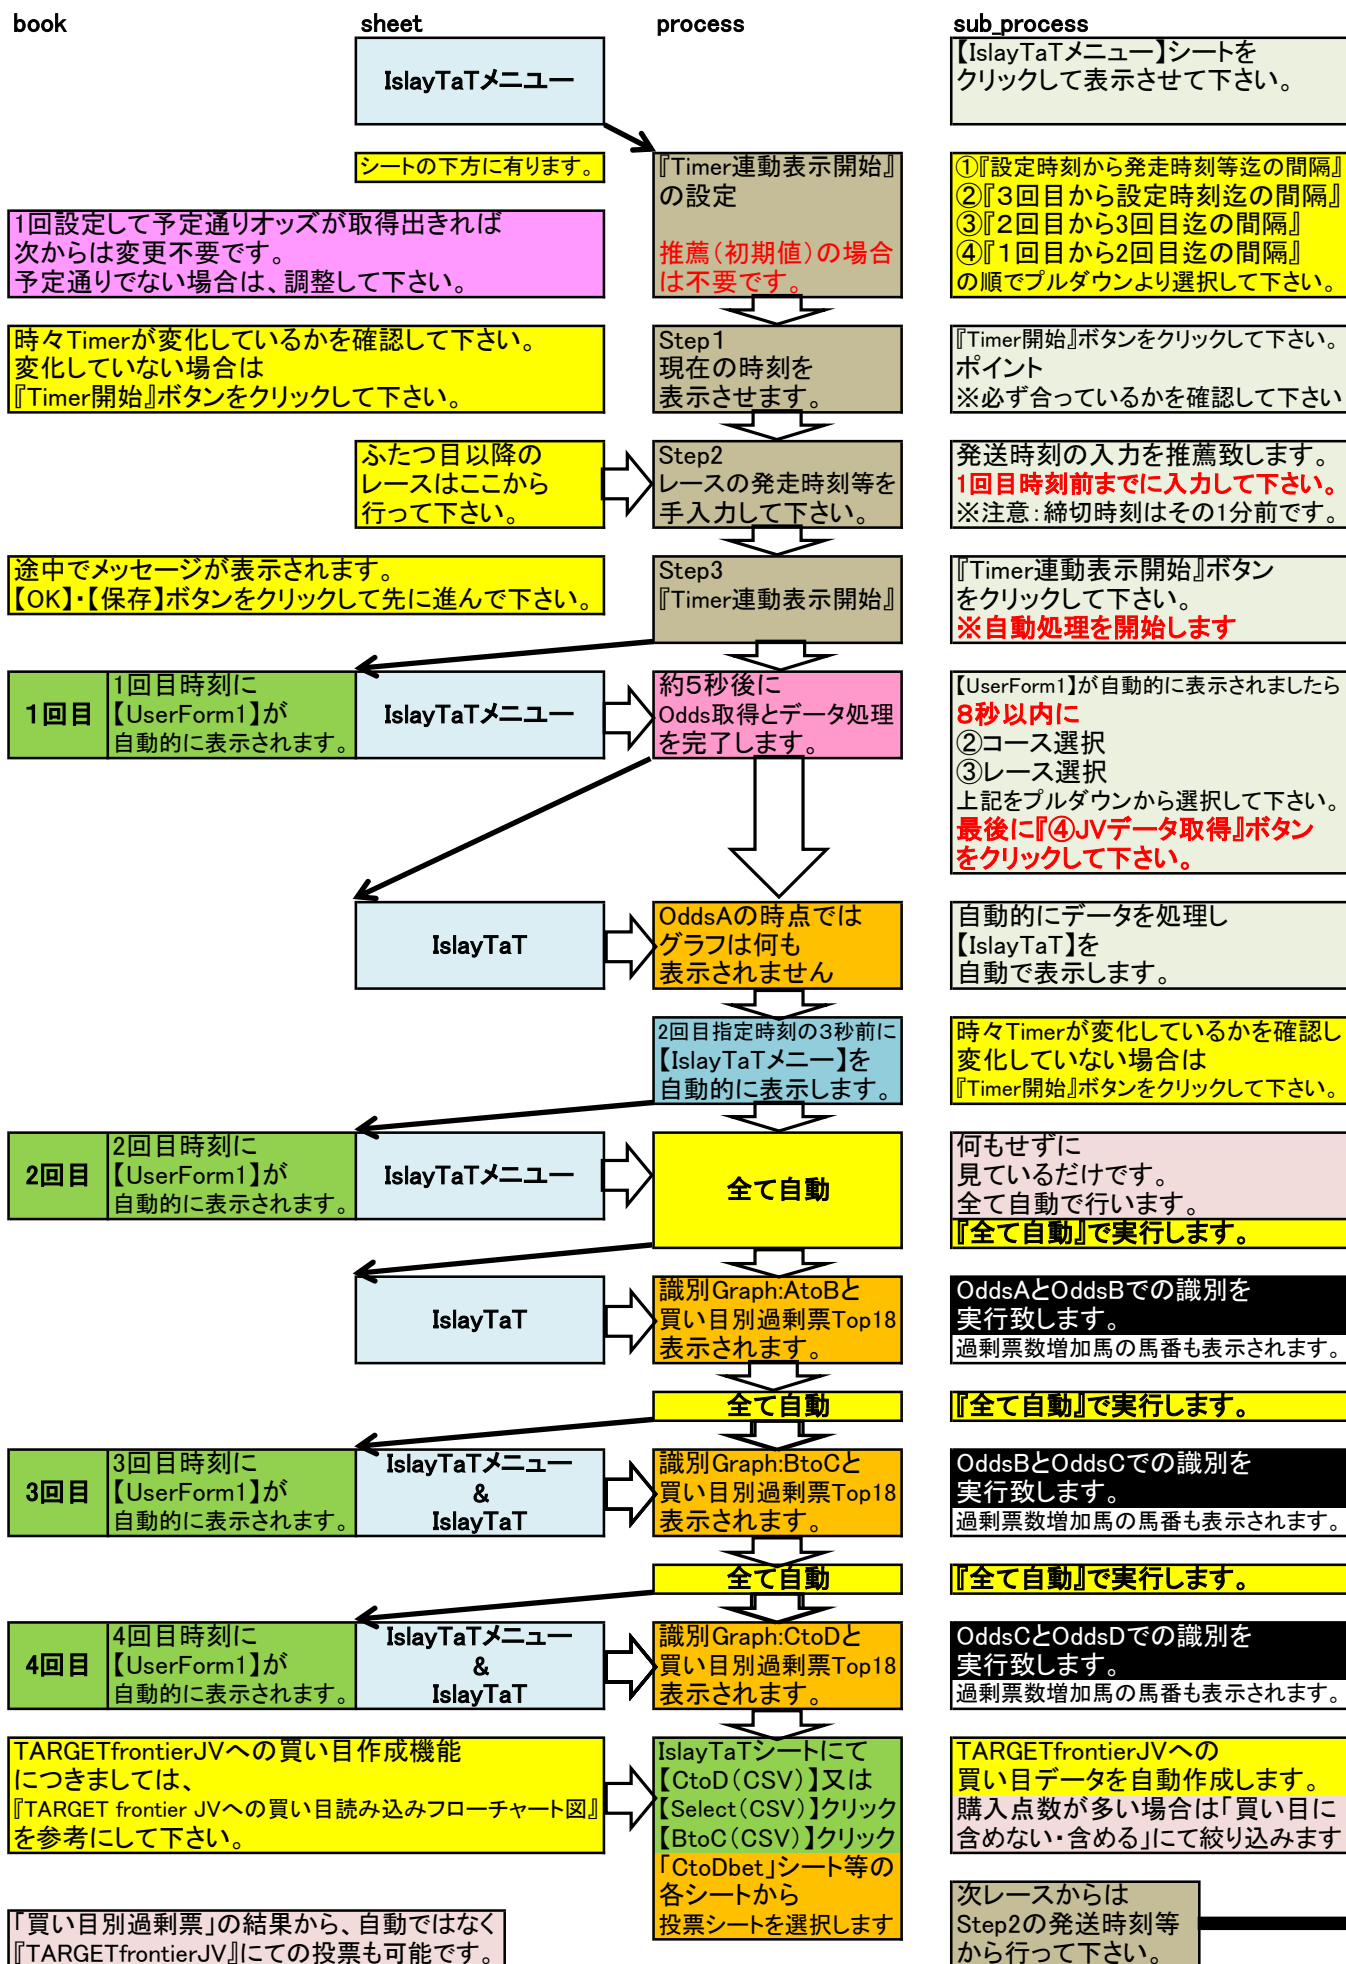 book
sheet
process
sub_process
IslayTaTメニュー
【IslayTaTメニュー】シートを
クリックして表示させて下さい。
シートの下方に有ります。
『Timer連動表示開始』
の設定
推薦(初期値)の場合
は不要です。
①『設定時刻から発走時刻等迄の間隔』
②『３回目から設定時刻迄の間隔』
③『２回目から3回目迄の間隔』
④『１回目から2回目迄の間隔』
の順でプルダウンより選択して下さい。
1回設定して予定通りオッズが取得出きれば
次からは変更不要です。
予定通りでない場合は、調整して下さい。
時々Timerが変化しているかを確認して下さい。
変化していない場合は
『Timer開始』ボタンをクリックして下さい。
Step1
現在の時刻を
表示させます。
『Timer開始』ボタンをクリックして下さい。
ポイント
※必ず合っているかを確認して下さい
ふたつ目以降の
レースはここから
行って下さい。
Step2
レースの発走時刻等を
手入力して下さい。
発送時刻の入力を推薦致します。
1回目時刻前までに入力して下さい。
※注意:締切時刻はその1分前です。
途中でメッセージが表示されます。
【OK】・【保存】ボタンをクリックして先に進んで下さい。
Step3
『Timer連動表示開始』
『Timer連動表示開始』ボタン
をクリックして下さい。
※自動処理を開始します
1回目
1回目時刻に
【UserForm1】が
自動的に表示されます。
IslayTaTメニュー
約５秒後に
Odds取得とデータ処理
を完了します。
【UserForm1】が自動的に表示されましたら
８秒以内に
②コース選択
③レース選択
上記をプルダウンから選択して下さい。
最後に『④JVデータ取得』ボタン
をクリックして下さい。
IslayTaT
OddsAの時点では
グラフは何も
表示されません
自動的にデータを処理し
【IslayTaT】を
自動で表示します。
2回目指定時刻の３秒前に
【IslayTaTメニー】を
自動的に表示します。
時々Timerが変化しているかを確認し
変化していない場合は
『Timer開始』ボタンをクリックして下さい。
2回目
2回目時刻に
【UserForm1】が
自動的に表示されます。
IslayTaTメニュー
全て自動
何もせずに
見ているだけです。
全て自動で行います。
『全て自動』で実行します。
IslayTaT
識別Graph:AtoBと
買い目別過剰票Top18
表示されます。
OddsAとOddsBでの識別を
実行致します。
過剰票数増加馬の馬番も表示されます。
全て自動
『全て自動』で実行します。
3回目
3回目時刻に
【UserForm1】が
自動的に表示されます。
IslayTaTメニュー
&
IslayTaT
識別Graph:BtoCと
買い目別過剰票Top18
表示されます。
OddsBとOddsCでの識別を
実行致します。
過剰票数増加馬の馬番も表示されます。
全て自動
『全て自動』で実行します。
4回目
4回目時刻に
【UserForm1】が
自動的に表示されます。
IslayTaTメニュー
&
IslayTaT
識別Graph:CtoDと
買い目別過剰票Top18
表示されます。
OddsCとOddsDでの識別を
実行致します。
過剰票数増加馬の馬番も表示されます。
TARGETfrontierJVへの買い目作成機能
につきましては、
『TARGET frontier JVへの買い目読み込みフローチャート図』
を参考にして下さい。
IslayTaTシートにて
【CtoD(CSV)】又は
【Select(CSV)】クリック
【BtoC(CSV)】クリック
「CtoDbet」シート等の
各シートから
投票シートを選択します
TARGETfrontierJVへの
買い目データを自動作成します。
購入点数が多い場合は「買い目に
含めない・含める」にて絞り込みます
「買い目別過剰票」の結果から、自動ではなく
『TARGETfrontierJV』にての投票も可能です。
次レースからは
Step2の発送時刻等
から行って下さい。